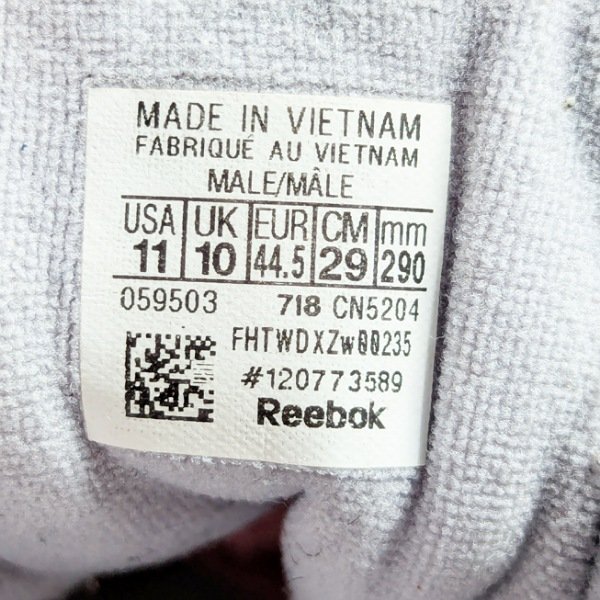 MADE IN VIETNAM
FABRIQUÉ AU VIETNAM
MALE/MÂLE
USA UK EUR CM mm
11 10 44.5 29 290
059503 718 CN5204
FHTWDXZw00235
#120773589
Reebok